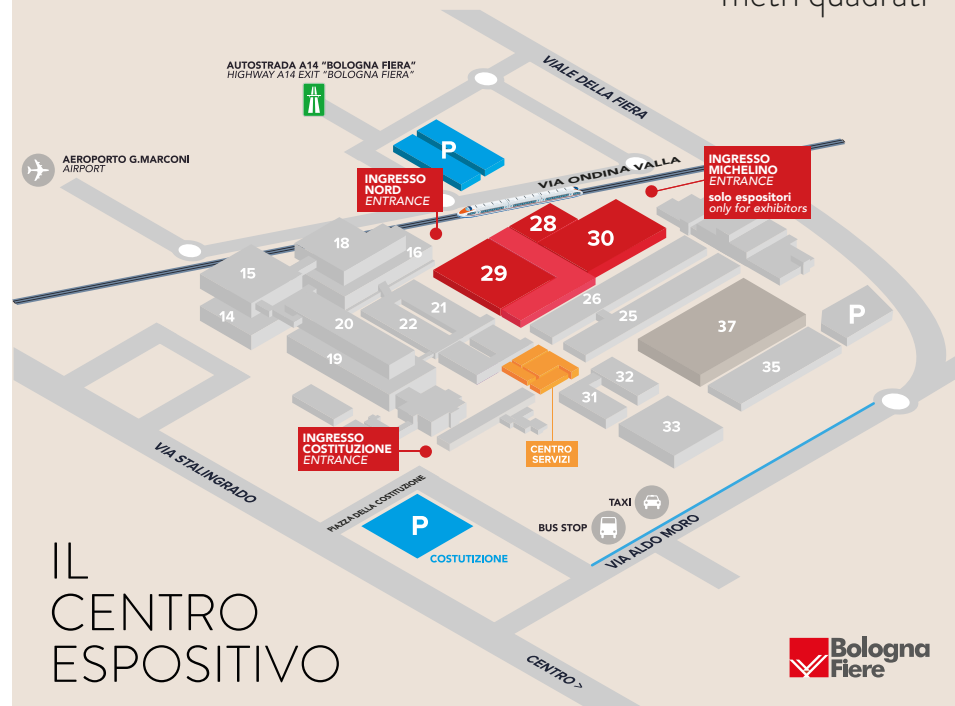 metri quadrati
AUTOSTRADA A14 "BOLOGNA FIERA"
HIGHWAY A14 EXIT "BOLOGNA FIERA"
VIALE DELLA FIERA
AEROPORTO G.MARCONI
AIRPORT
P
INGRESSO
NORD
ENTRANCE
VIA ONDINA VALLA
INGRESSO
MICHELINO
ENTRANCE
solo espositori
only for exhibitors
28
30
29
18
16
15
14
20
19
21
22
26
25
37
35
P
32
31
33
INGRESSO
COSTITUZIONE
ENTRANCE
CENTRO
SERVIZI
VIA STALINGRADO
PIAZZA DELLA COSTITUZIONE
P
COSTUTIZIONE
TAXI
BUS STOP
VIA ALDO MORO
CENTRO >
IL
CENTRO
ESPOSITIVO
Bologna
Fiere